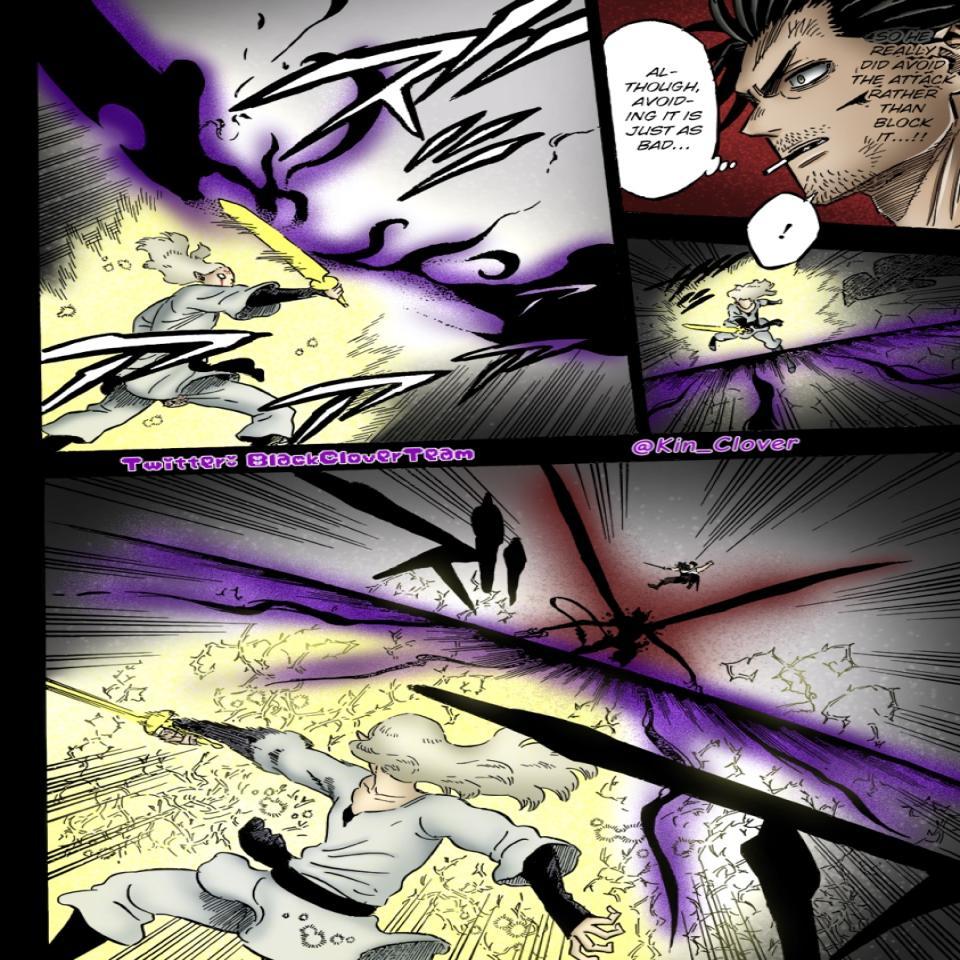 SO HE
REALLY
DID AVOID
THE ATTACK
RATHER
THAN
BLOCK
IT...!!
AL-
THOUGH,
AVOID-
ING IT IS
JUST AS
BAD...
!
Twitter: BlackCloverTeam
@Kin_Clover